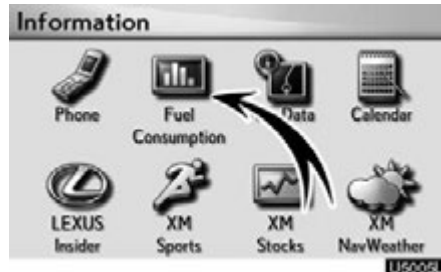 Information
Phone
Fuel
Consumption
Data
Calendar
LEXUS
Insider
XM
Sports
XM
Stocks
XM
NavWeather